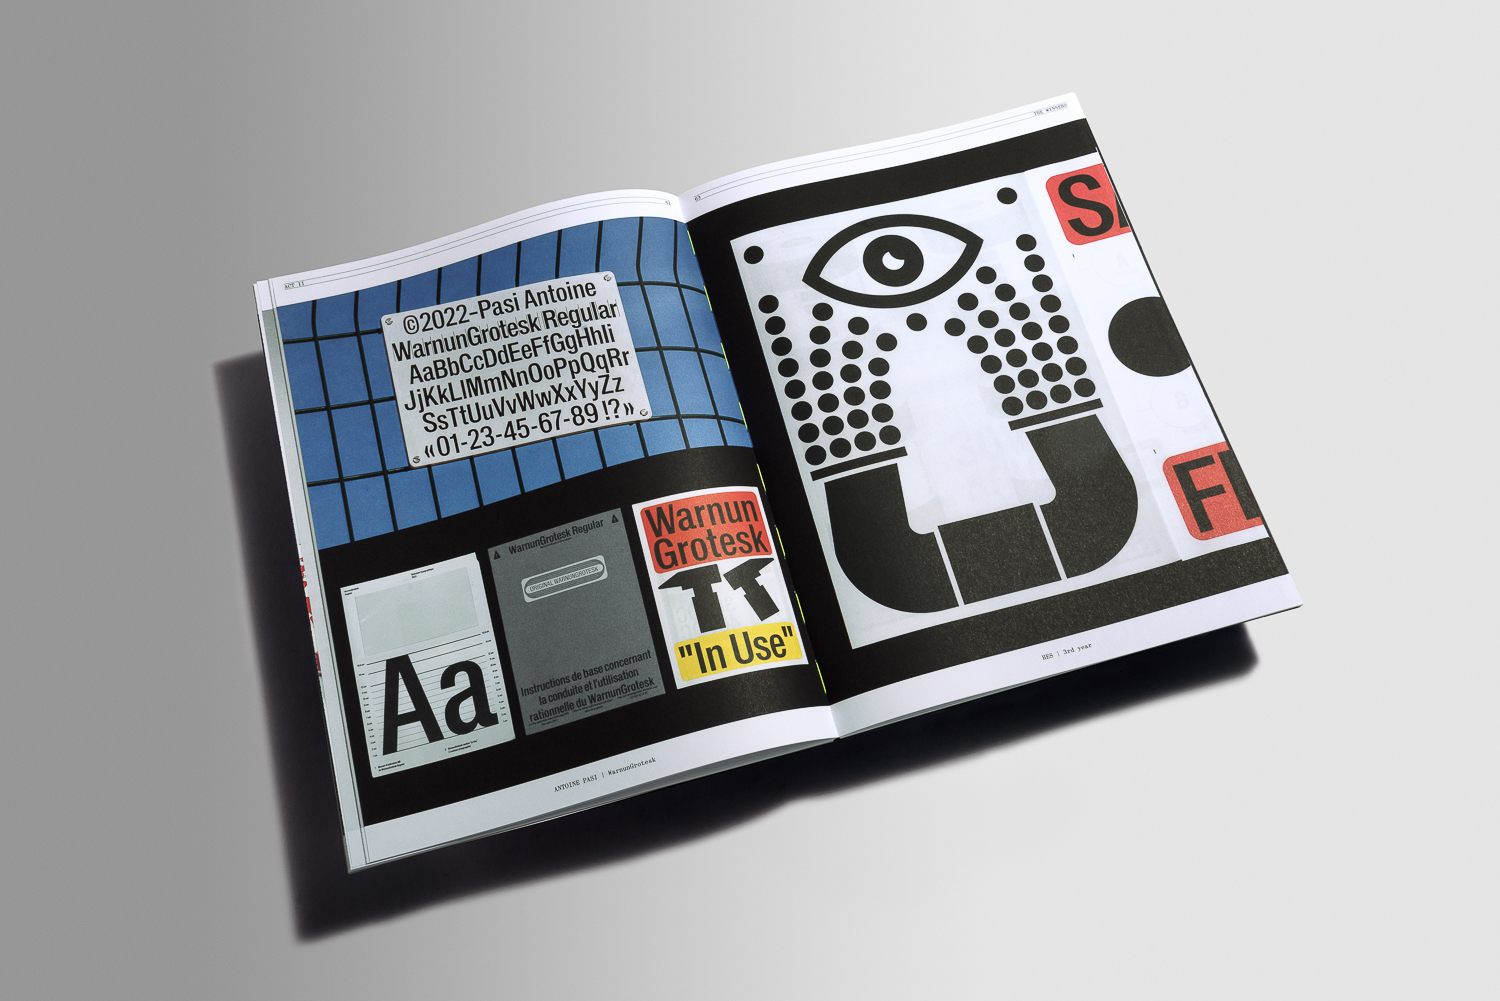 ACT II
©2022-Pasi Antoine
WarnunGrotesk Regular
AaBbCcDdEeFfGgHhIi
JjKkLlMmNnOoPpQqRr
SsTtUuVvWwXxYyZz
«01-23-45-67-89 !?»
Aa
WarnunGrotesk Regular
ORIGINAL WARNUNGROTESK
Instructions de base concernant
la conduite et l'utilisation
rationnelle du WarnunGrotesk
Warnun
Grotesk
"In Use"
ANTOINE PASI | WarnunGrotesk
63
THE WINNERS
SA
F
HES | 3rd year